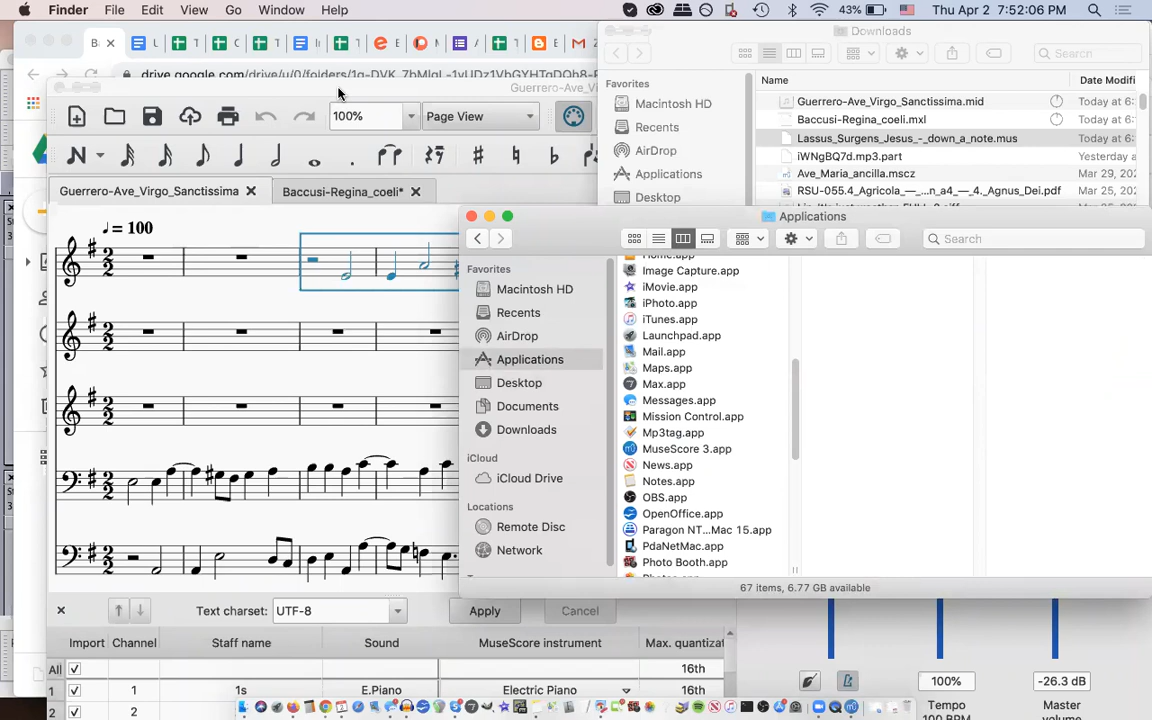 Finder File Edit View Go Window Help 43% Thu Apr 2 7:52:06 PM
drive.google.com/drive/u/0/folders/
Downloads
Search
Favorites
Macintosh HD
Recents
AirDrop
Applications
Desktop
Name Date Modifi
Guerrero-Ave_Virgo_Sanctissima.mid Today at 6:
Baccusi-Regina_coeli.mxl Today at 6:
Lassus_Surgens_Jesus_-_down_a_note.mus Today at 6:
iWNgBQ7d.mp3.part Yesterday a
Ave_Maria_ancilla.mscz Mar 29, 202
RSU-055.4_Agricola_—_...n_a4_—_4._Agnus_Dei.pdf Mar 25, 202
Guerrero-Ave_Virgo_Sanctis
100% Page View
Guerrero-Ave_Virgo_Sanctissima Baccusi-Regina_coeli*
♩ = 100
Applications
Search
Favorites
Macintosh HD
Recents
AirDrop
Applications
Desktop
Documents
Downloads
iCloud
iCloud Drive
Locations
Remote Disc
Network
Image Capture.app
iMovie.app
iPhoto.app
iTunes.app
Launchpad.app
Mail.app
Maps.app
Max.app
Messages.app
Mission Control.app
Mp3tag.app
MuseScore 3.app
News.app
Notes.app
OBS.app
OpenOffice.app
Paragon NT...Mac 15.app
PdaNetMac.app
Photo Booth.app
67 items, 6.77 GB available
Text charset: UTF-8 Apply Cancel
Import Channel Staff name Sound MuseScore instrument Max. quantizat
All 16th
1 1 1s E.Piano Electric Piano 16th
2 2
100% -26.3 dB
Tempo Master
100 BPM volume